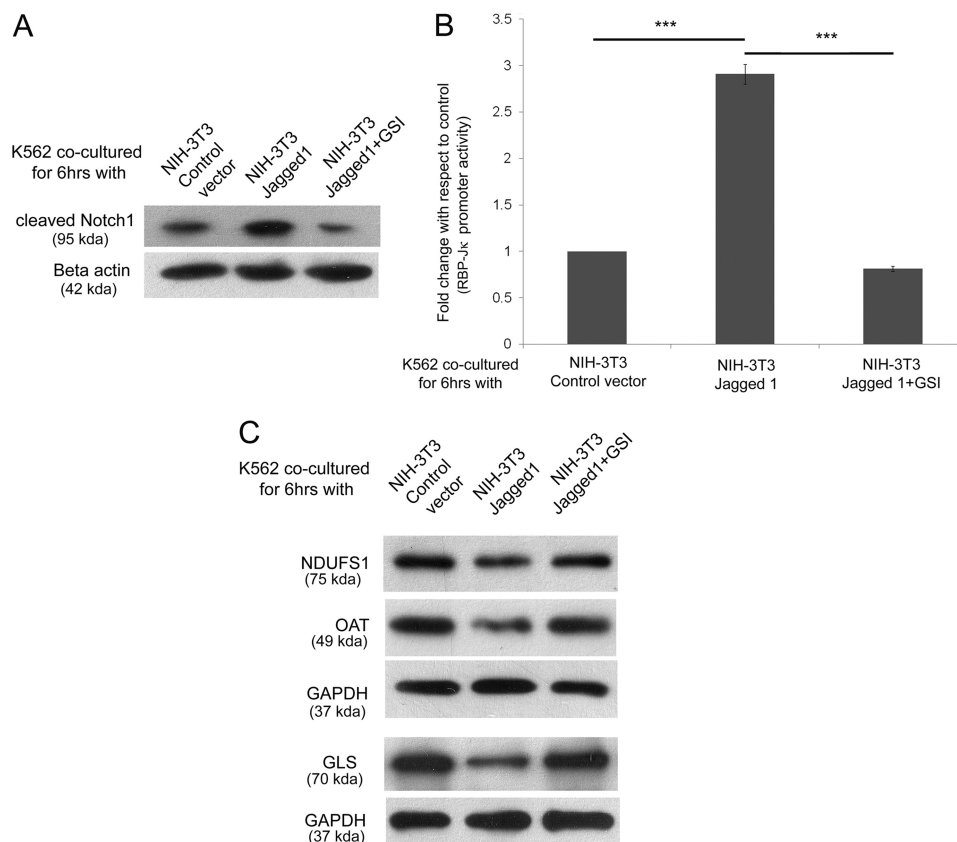 A
K562 co-cultured
for 6hrs with
NIH-3T3
Control
vector
NIH-3T3
Jagged1
NIH-3T3
Jagged1+GSI
cleaved Notch1
(95 kda)
Beta actin
(42 kda)
B
Fold change with respect to control
(RBP-Jκ promoter activity)
3.5
3
2.5
2
1.5
1
0.5
0
***
***
K562 co-cultured
for 6hrs with
NIH-3T3
Control vector
NIH-3T3
Jagged 1
NIH-3T3
Jagged 1+GSI
C
K562 co-cultured
for 6hrs with
NIH-3T3
Control
vector
NIH-3T3
Jagged1
NIH-3T3
Jagged1+GSI
NDUFS1
(75 kda)
OAT
(49 kda)
GAPDH
(37 kda)
GLS
(70 kda)
GAPDH
(37 kda)